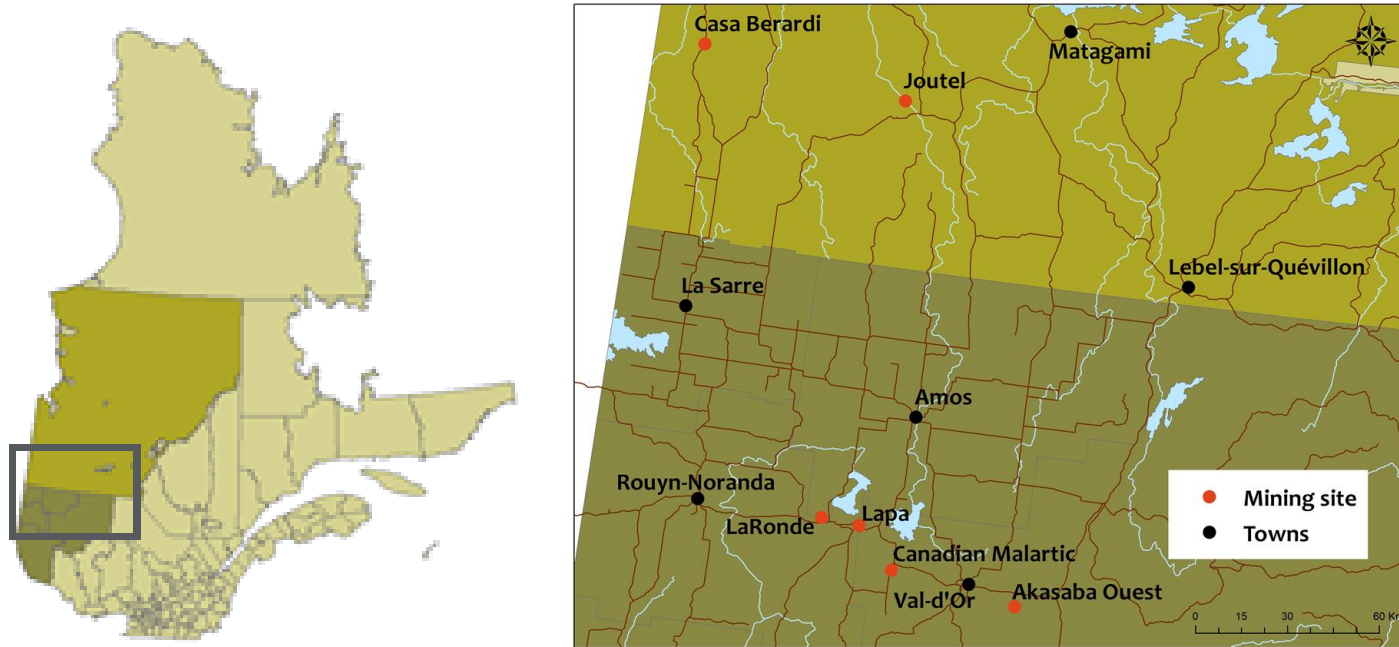 Casa Berardi
Matagami
Joutel
Lebel-sur-Quévillon
La Sarre
Amos
Rouyn-Noranda
LaRonde
Lapa
Canadian Malartic
Val-d'Or
Akasaba Ouest
Mining site
Towns
0 15 30 60 Km